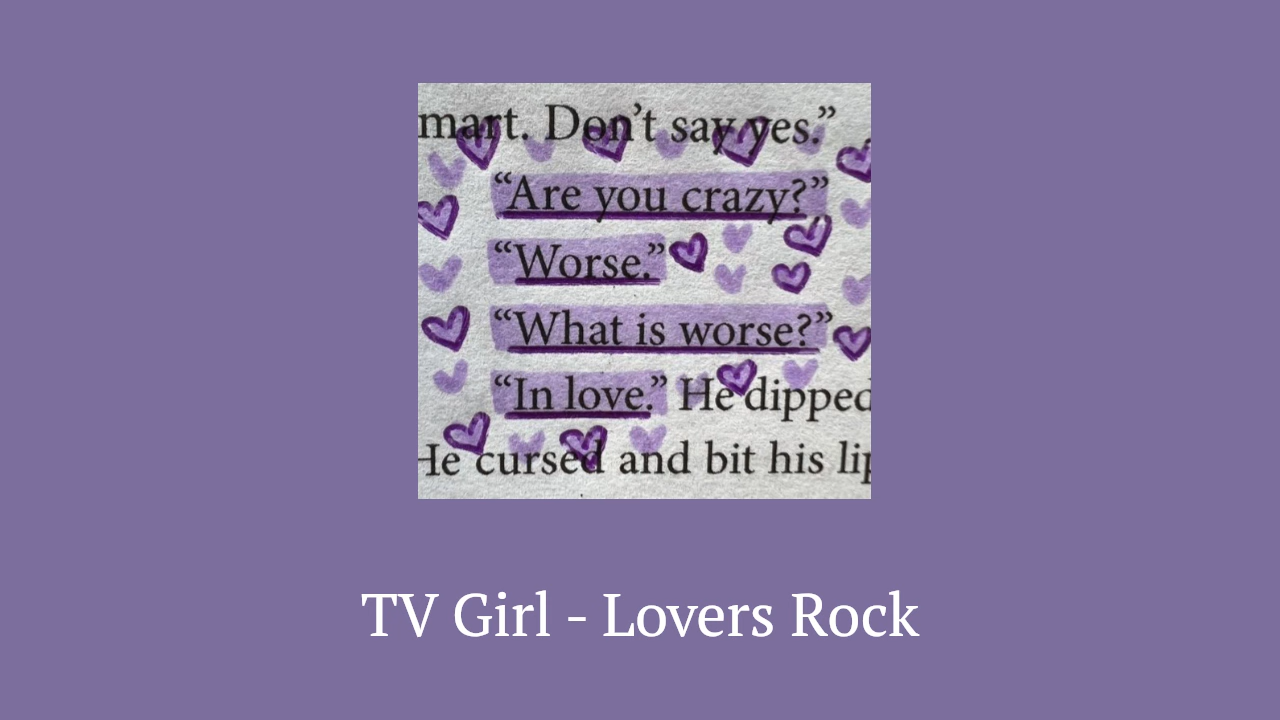 mart. Don't say yes.”
“Are you crazy?”
“Worse.”
“What is worse?”
“In love.” He dipped
He cursed and bit his lip
TV Girl - Lovers Rock